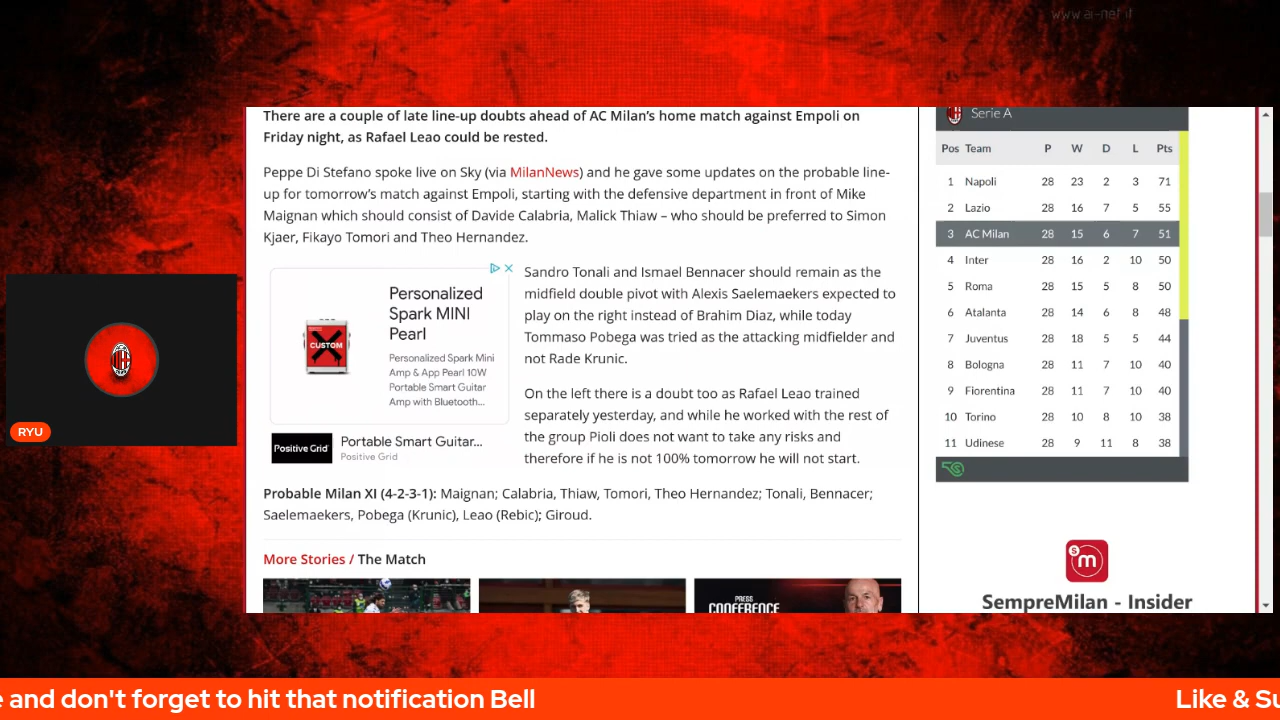 www.ai-net.it
There are a couple of late line-up doubts ahead of AC Milan's home match against Empoli on
Friday night, as Rafael Leao could be rested.
Peppe Di Stefano spoke live on Sky (via MilanNews) and he gave some updates on the probable line-
up for tomorrow's match against Empoli, starting with the defensive department in front of Mike
Maignan which should consist of Davide Calabria, Malick Thiaw – who should be preferred to Simon
Kjaer, Fikayo Tomori and Theo Hernandez.
Personalized
Spark MINI
Pearl
CUSTOM
Personalized Spark Mini
Amp & App Pearl 10W
Portable Smart Guitar
Amp with Bluetooth...
Positive Grid
Portable Smart Guitar...
Positive Grid
Sandro Tonali and Ismael Bennacer should remain as the
midfield double pivot with Alexis Saelemaekers expected to
play on the right instead of Brahim Diaz, while today
Tommaso Pobega was tried as the attacking midfielder and
not Rade Krunic.
On the left there is a doubt too as Rafael Leao trained
separately yesterday, and while he worked with the rest of
the group Pioli does not want to take any risks and
therefore if he is not 100% tomorrow he will not start.
Probable Milan XI (4-2-3-1): Maignan; Calabria, Thiaw, Tomori, Theo Hernandez; Tonali, Bennacer;
Saelemaekers, Pobega (Krunic), Leao (Rebic); Giroud.
More Stories / The Match
PRESS
CONFERENCE
Serie A
Pos Team P W D L Pts
1 Napoli 28 23 2 3 71
2 Lazio 28 16 7 5 55
3 AC Milan 28 15 6 7 51
4 Inter 28 16 2 10 50
5 Roma 28 15 5 8 50
6 Atalanta 28 14 6 8 48
7 Juventus 28 18 5 5 44
8 Bologna 28 11 7 10 40
9 Fiorentina 28 11 7 10 40
10 Torino 28 10 8 10 38
11 Udinese 28 9 11 8 38
SempreMilan - Insider
RYU
e and don't forget to hit that notification Bell
Like & Su